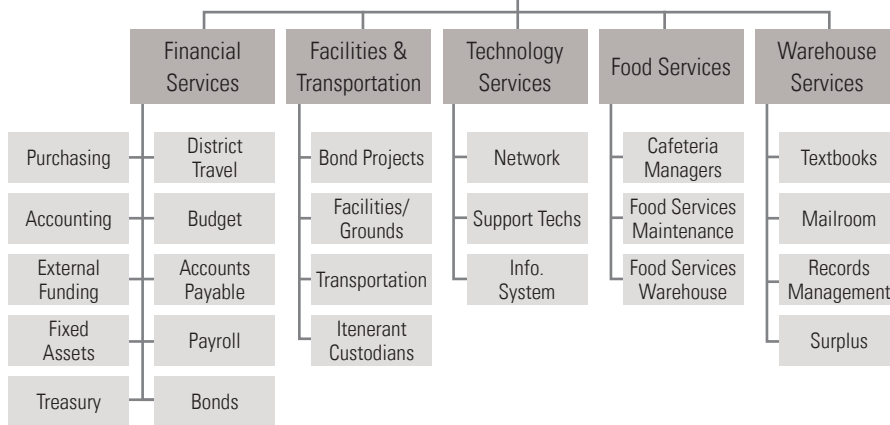 Financial
Services
Facilities &
Transportation
Technology
Services
Food Services
Warehouse
Services
Purchasing
District
Travel
Accounting
Budget
External
Funding
Accounts
Payable
Fixed
Assets
Payroll
Treasury
Bonds
Bond Projects
Facilities/
Grounds
Transportation
Itenerant
Custodians
Network
Support Techs
Info.
System
Cafeteria
Managers
Food Services
Maintenance
Food Services
Warehouse
Textbooks
Mailroom
Records
Management
Surplus